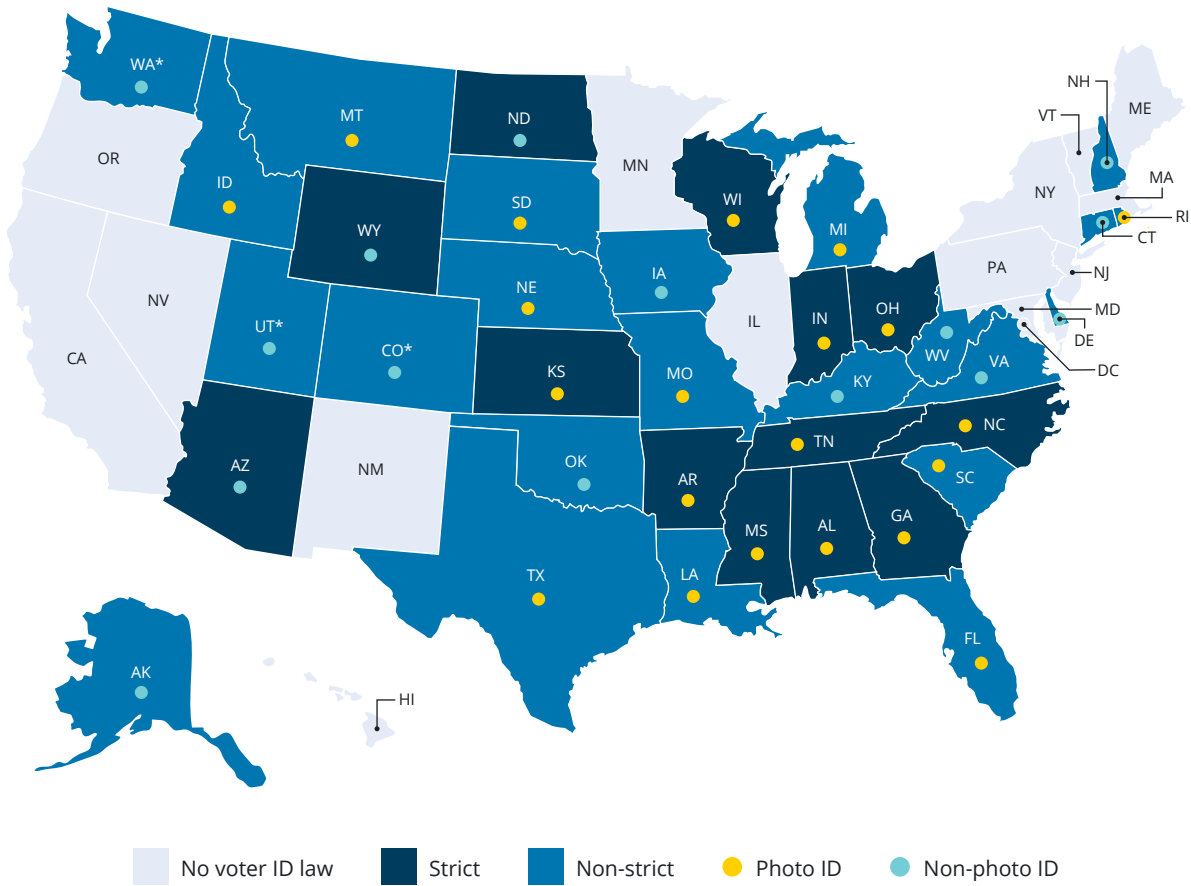 WA*
MT
ND
OR
ID
WY
SD
MN
WI
MI
NH
VT
ME
MA
NY
RI
CT
NV
UT*
CO*
NE
IA
IL
IN
OH
PA
NJ
MD
DE
DC
CA
KS
MO
KY
WV
VA
AZ
NM
OK
AR
TN
NC
SC
MS
AL
GA
TX
LA
FL
AK
HI
No voter ID law
Strict
Non-strict
Photo ID
Non-photo ID